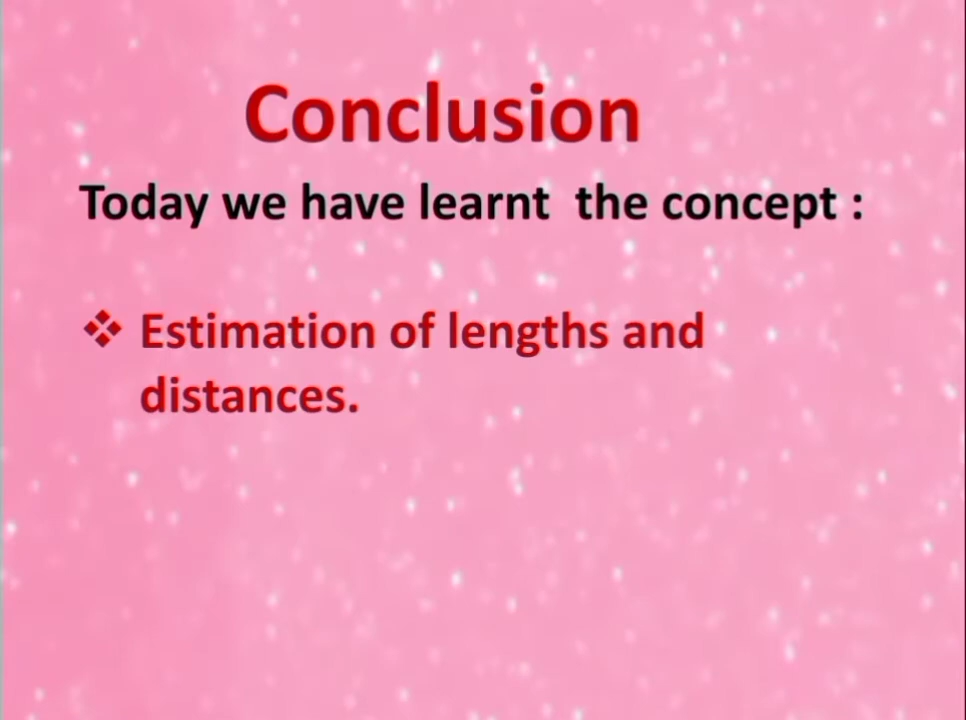 Conclusion
Today we have learnt the concept :
❖ Estimation of lengths and
distances.